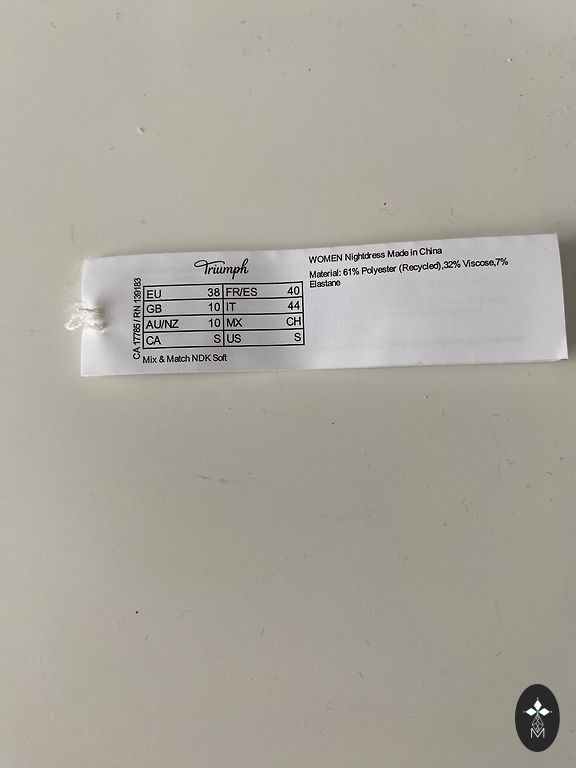 Triumph
CA 17785 / RN 139183
EU 38 FR/ES 40
GB 10 IT 44
AU/NZ 10 MX CH
CA S US S
Mix & Match NDK Soft
WOMEN Nightdress Made in China
Material: 61% Polyester (Recycled),32% Viscose,7%
Elastane
M